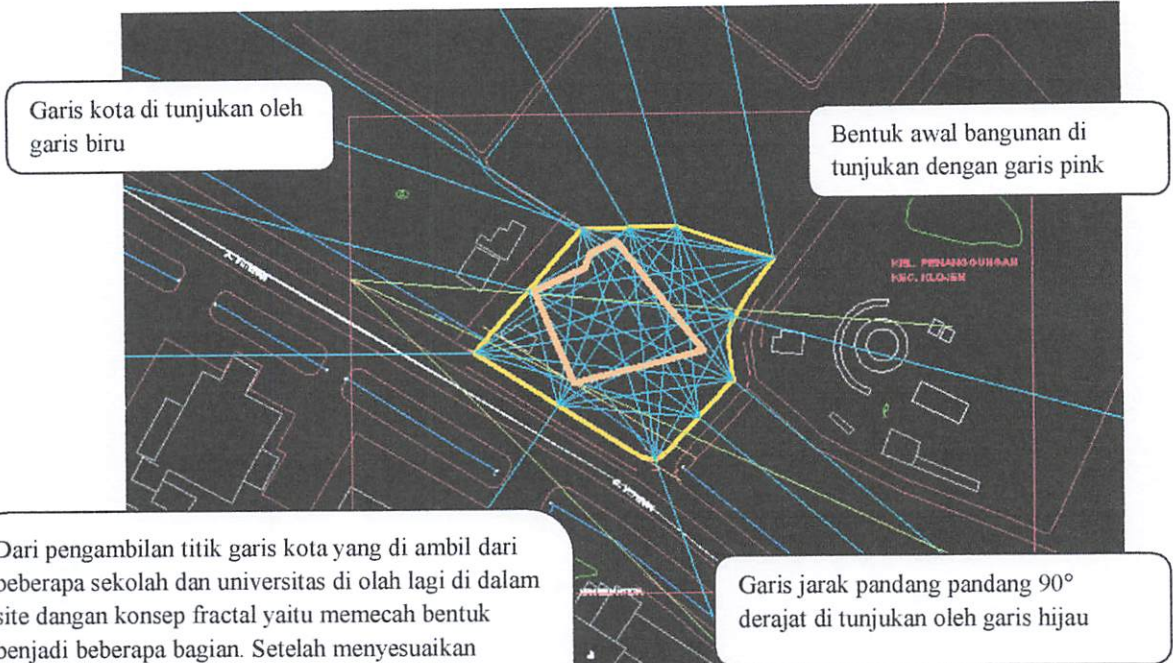 Garis kota di tunjukan oleh
garis biru
Bentuk awal bangunan di
tunjukan dengan garis pink
KEL. PENANGGUNGAN
KEC. KLOJEN
Dari pengambilan titik garis kota yang di ambil dari
beberapa sekolah dan universitas di olah lagi di dalam
site dangan konsep fractal yaitu memecah bentuk
penjadi beberapa bagian. Setelah menyesuaikan
Garis jarak pandang pandang 90°
derajat di tunjukan oleh garis hijau